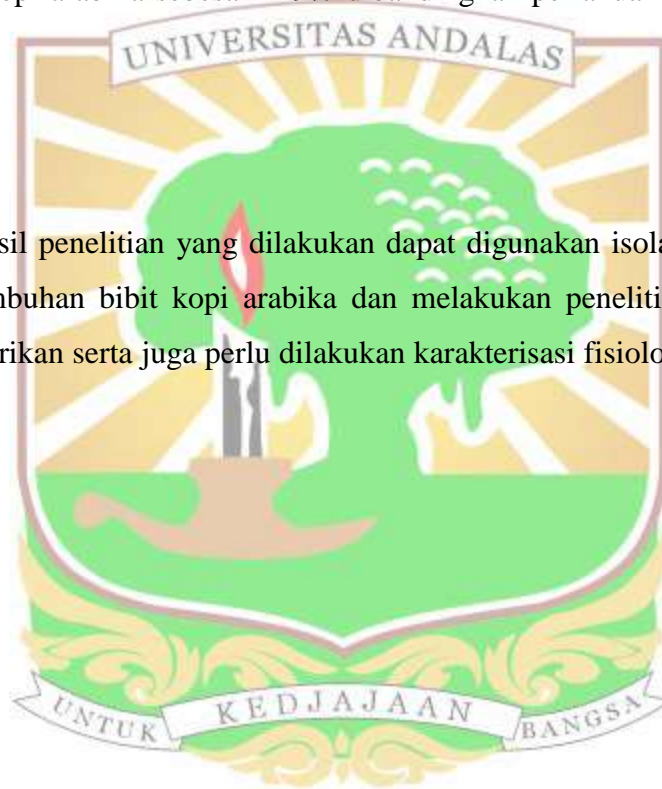 UNIVERSITAS ANDALAS
sil penelitian yang dilakukan dapat digunakan isola
nbuhan bibit kopi arabika dan melakukan peneliti
rikan serta juga perlu dilakukan karakterisasi fisiolo
UNTUK KEDJAJAAN BANGSA